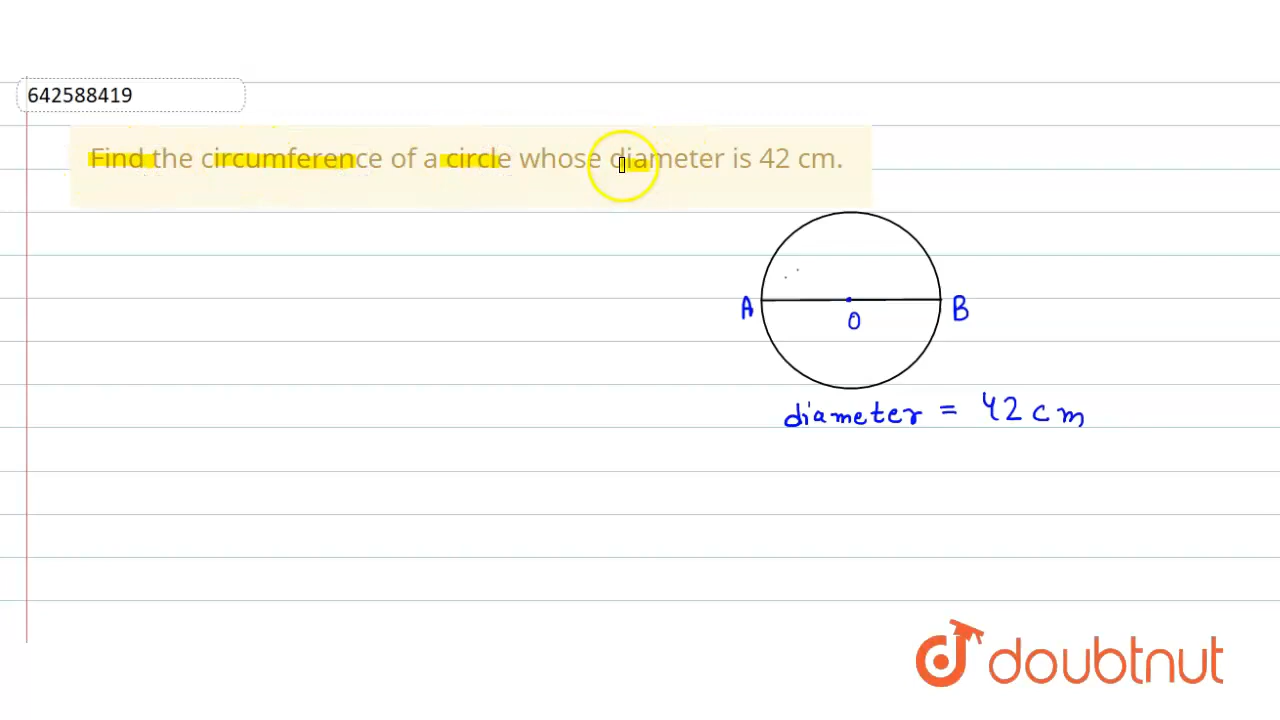 642588419
Find the circumference of a circle whose diameter is 42 cm.
A
B
O
diameter = 42 cm
doubtnut